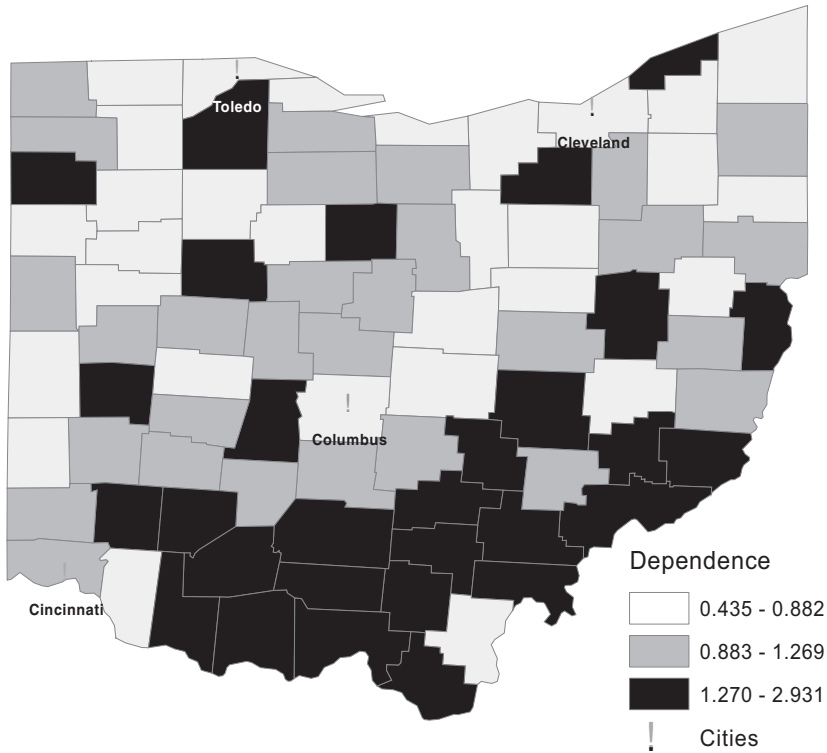 Toledo
Cleveland
Columbus
Cincinnati
Dependence
0.435 - 0.882
0.883 - 1.269
1.270 - 2.931
! Cities